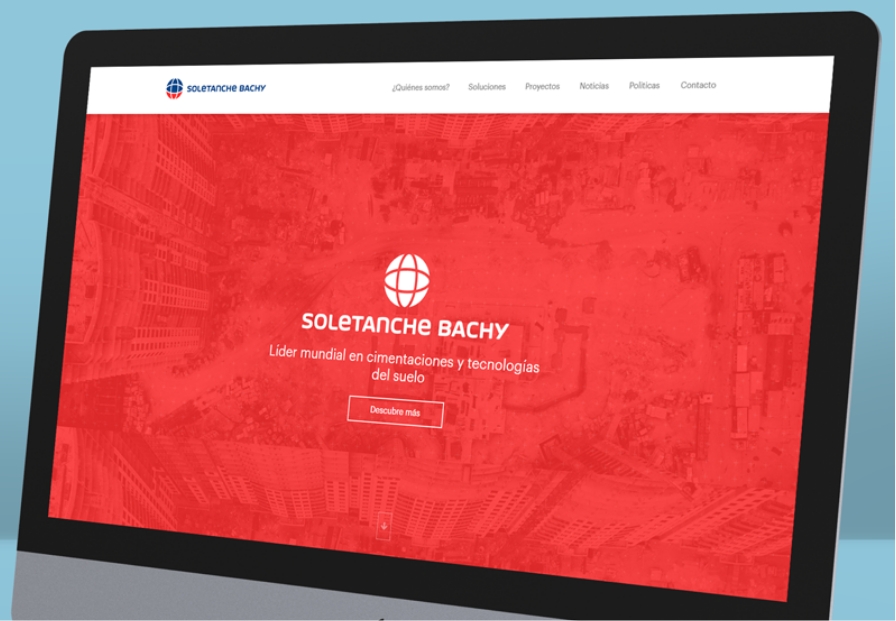 SOLETANCHE BACHY
¿Quiénes somos? Soluciones Proyectos Noticias Políticas Contacto
SOLETANCHE BACHY
Líder mundial en cimentaciones y tecnologías
del suelo
Descubre más